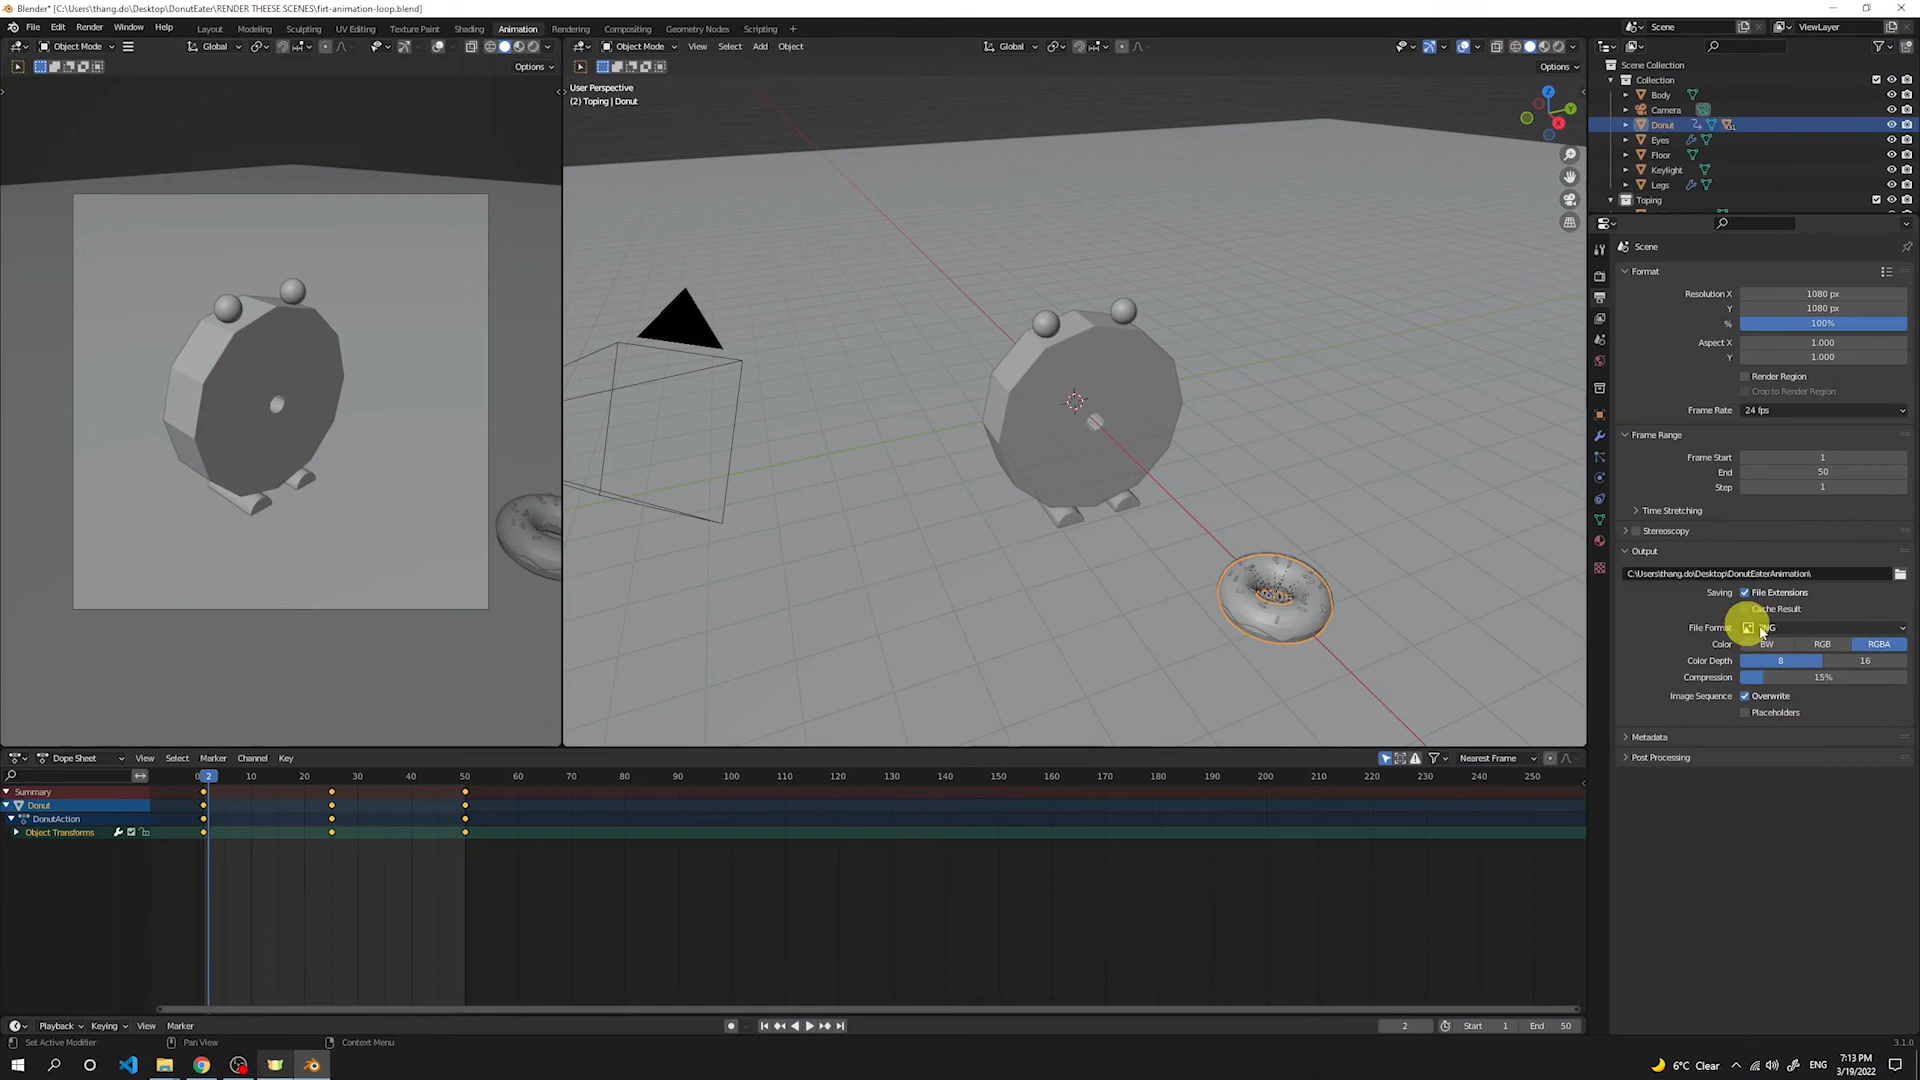 Blender* [C:\Users\thang.do\Desktop\DonutEater\RENDER THEESE SCENES\firt-animation-loop.blend]
File Edit Render Window Help Layout Modeling Sculpting UV Editing Texture Paint Shading Animation Rendering Compositing Geometry Nodes Scripting + Scene ViewLayer
Object Mode Global Object Mode View Select Add Object Global
Options Options
User Perspective
(2) Toping | Donut
Scene Collection
Collection
Body
Camera
Donut 31
Eyes
Floor
Keylight
Legs
Toping
Z
Y
X
Scene
Format
Resolution X 1080 px
Y 1080 px
% 100%
Aspect X 1.000
Y 1.000
Render Region
Crop to Render Region
Frame Rate 24 fps
Frame Range
Frame Start 1
End 50
Step 1
Time Stretching
Stereoscopy
Output
C:\Users\thang.do\Desktop\DonutEaterAnimation\
Saving File Extensions
Cache Result
File Format PNG
Color BW RGB RGBA
Color Depth 8 16
Compression 15%
Image Sequence Overwrite
Placeholders
Metadata
Post Processing
Dope Sheet View Select Marker Channel Key Nearest Frame
0 2 10 20 30 40 50 60 70 80 90 100 110 120 130 140 150 160 170 180 190 200 210 220 230 240 250
Summary
Donut
DonutAction
Object Transforms
Playback Keying View Marker 2 Start 1 End 50
Set Active Modifier Pan View Context Menu 3.1.0
6°C Clear ENG 7:13 PM
3/19/2022